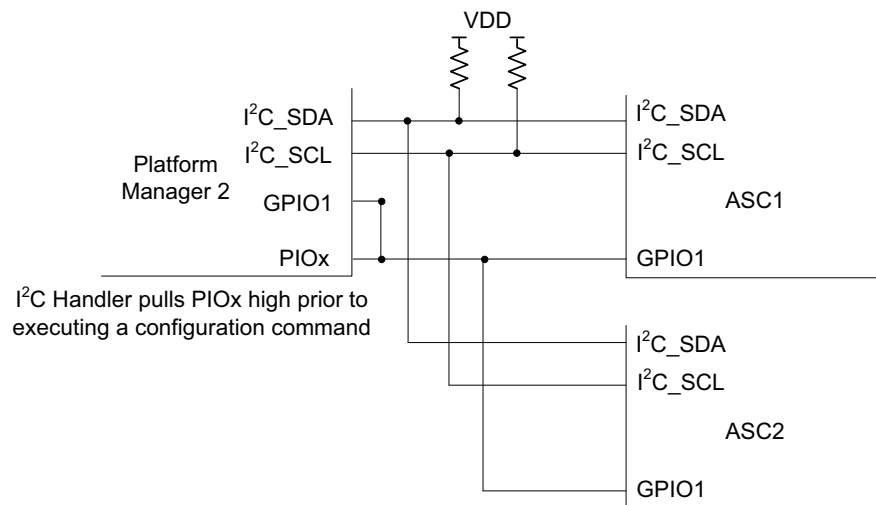 VDD
I²C_SDA
I²C_SCL
Platform
Manager 2
GPIO1
PIOx
I²C_SDA
I²C_SCL
ASC1
GPIO1
I²C Handler pulls PIOx high prior to
executing a configuration command
I²C_SDA
I²C_SCL
ASC2
GPIO1